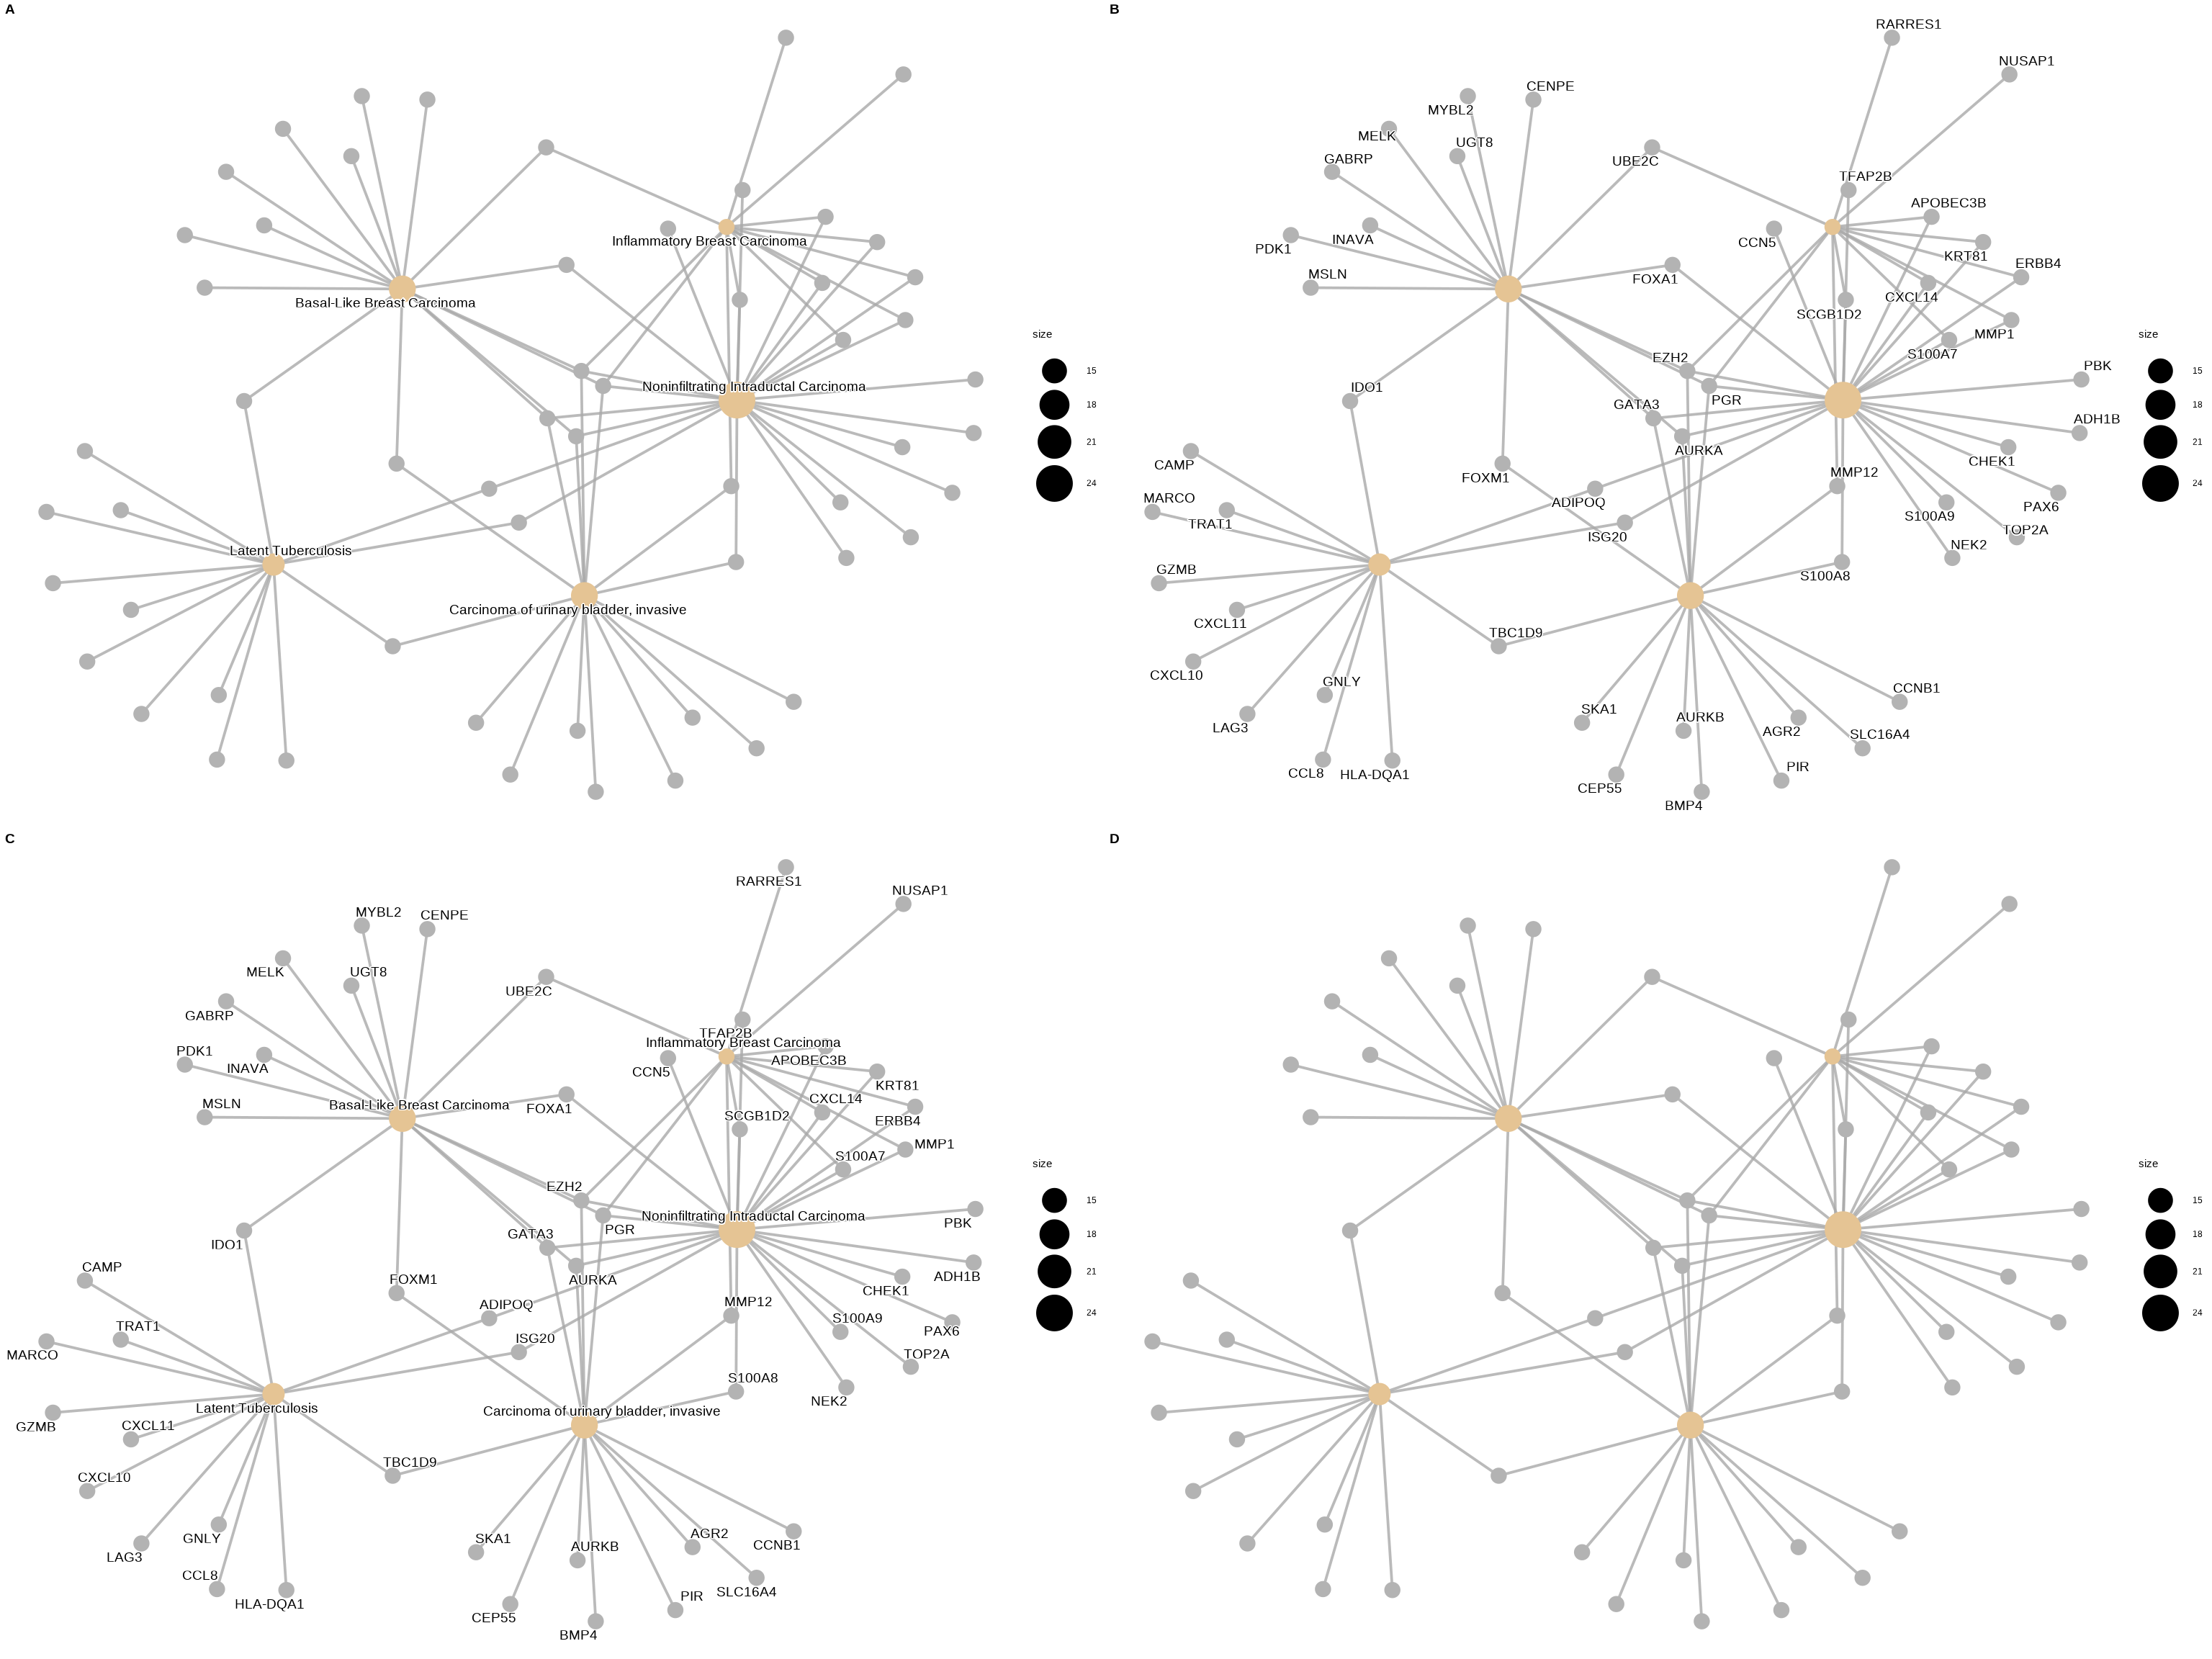 A
Inflammatory Breast Carcinoma
Basal-Like Breast Carcinoma
Noninfiltrating Intraductal Carcinoma
Latent Tuberculosis
Carcinoma of urinary bladder, invasive
size
15
18
21
24
B
RARRES1
NUSAP1
CENPE
MYBL2
MELK
UGT8
GABRP
UBE2C
TFAP2B
APOBEC3B
CCN5
INAVA
PDK1
KRT81
ERBB4
MSLN
FOXA1
CXCL14
SCGB1D2
MMP1
S100A7
EZH2
PBK
IDO1
PGR
GATA3
ADH1B
AURKA
CHEK1
CAMP
MMP12
FOXM1
MARCO
ADIPOQ
PAX6
S100A9
TRAT1
TOP2A
ISG20
NEK2
GZMB
S100A8
CXCL11
TBC1D9
CXCL10
GNLY
CCNB1
SKA1
AURKB
LAG3
AGR2
SLC16A4
PIR
CCL8
HLA-DQA1
CEP55
BMP4
size
15
18
21
24
C
RARRES1
NUSAP1
MYBL2
CENPE
MELK
UGT8
UBE2C
GABRP
TFAP2B
Inflammatory Breast Carcinoma
PDK1
APOBEC3B
INAVA
CCN5
KRT81
CXCL14
MSLN
Basal-Like Breast Carcinoma
FOXA1
SCGB1D2
ERBB4
MMP1
S100A7
EZH2
Noninfiltrating Intraductal Carcinoma
PBK
PGR
GATA3
IDO1
CAMP
ADH1B
FOXM1
AURKA
CHEK1
MMP12
ADIPOQ
S100A9
TRAT1
PAX6
ISG20
MARCO
TOP2A
S100A8
NEK2
Latent Tuberculosis
Carcinoma of urinary bladder, invasive
GZMB
CXCL11
TBC1D9
CXCL10
AGR2
GNLY
SKA1
CCNB1
AURKB
LAG3
CCL8
SLC16A4
PIR
HLA-DQA1
CEP55
BMP4
size
15
18
21
24
D
size
15
18
21
24